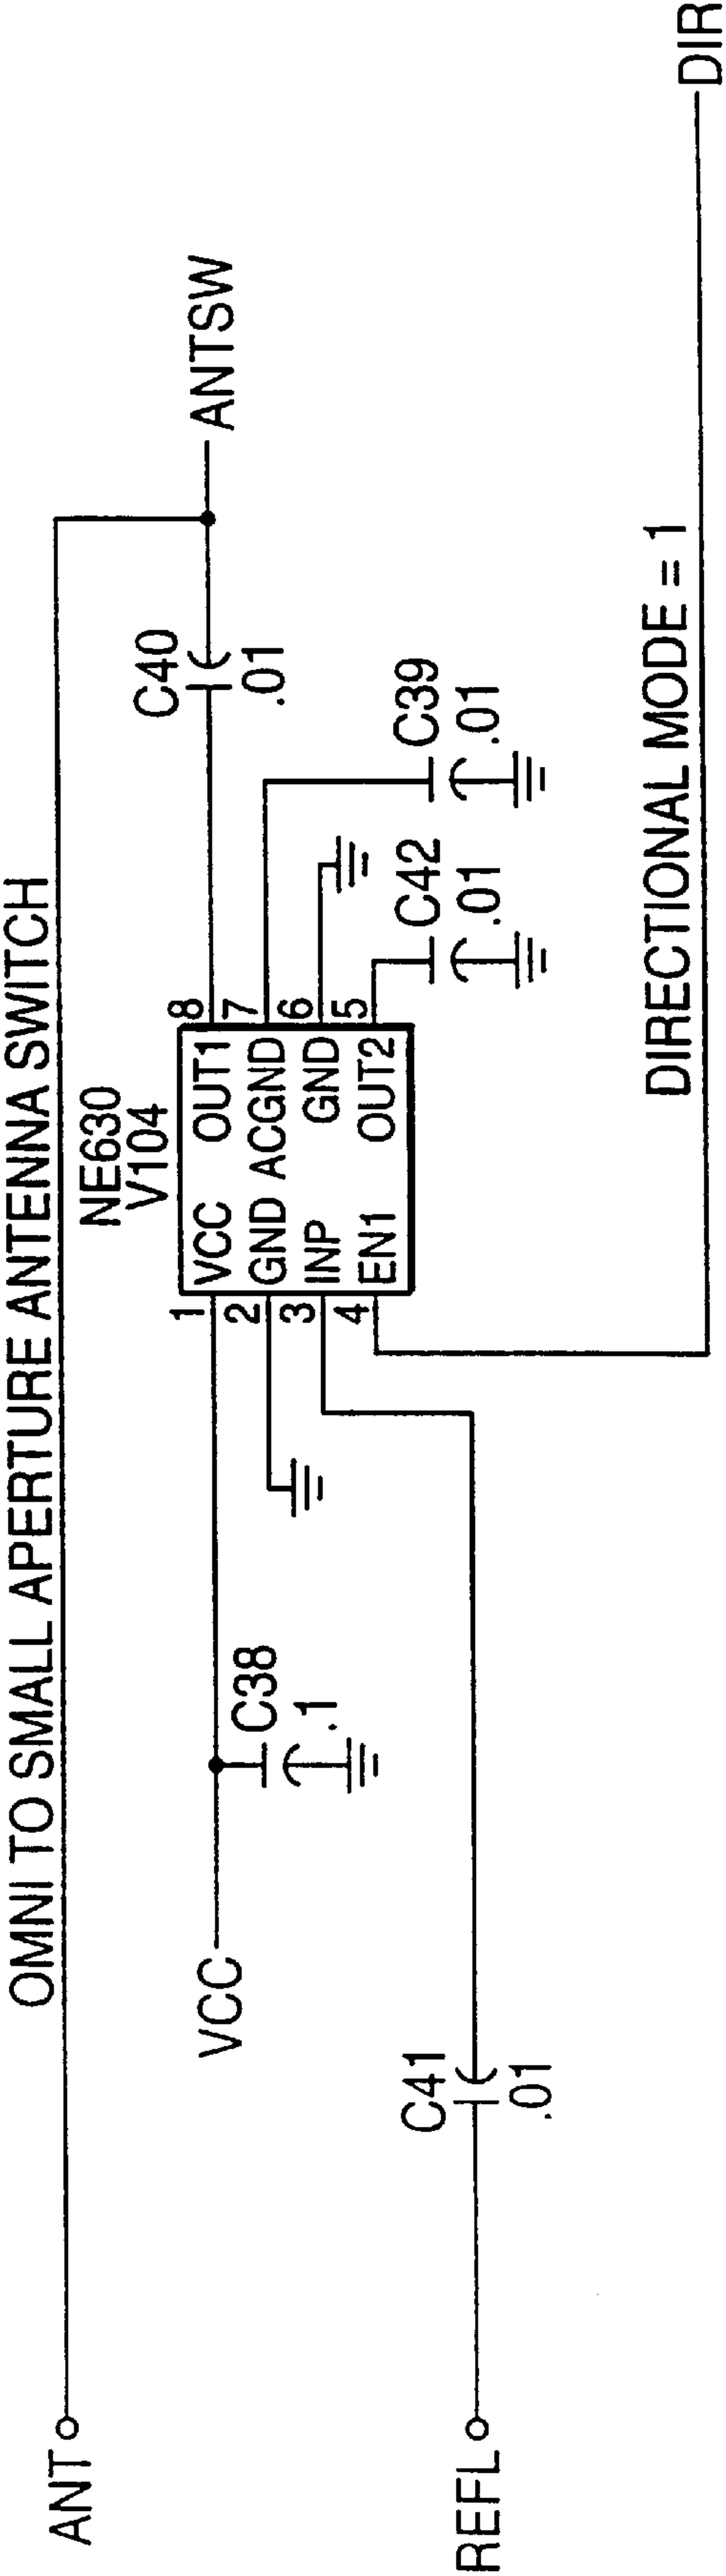 OMNI TO SMALL APERTURE ANTENNA SWITCH
ANT
NE630
V104
VCC
C38
.1
1
2
3
4
VCC OUT1
GND ACGND
INP GND
EN1 OUT2
8
7
6
5
C40
.01
ANTSW
C39
.01
C42
.01
REFL
C41
.01
DIRECTIONAL MODE = 1
DIR